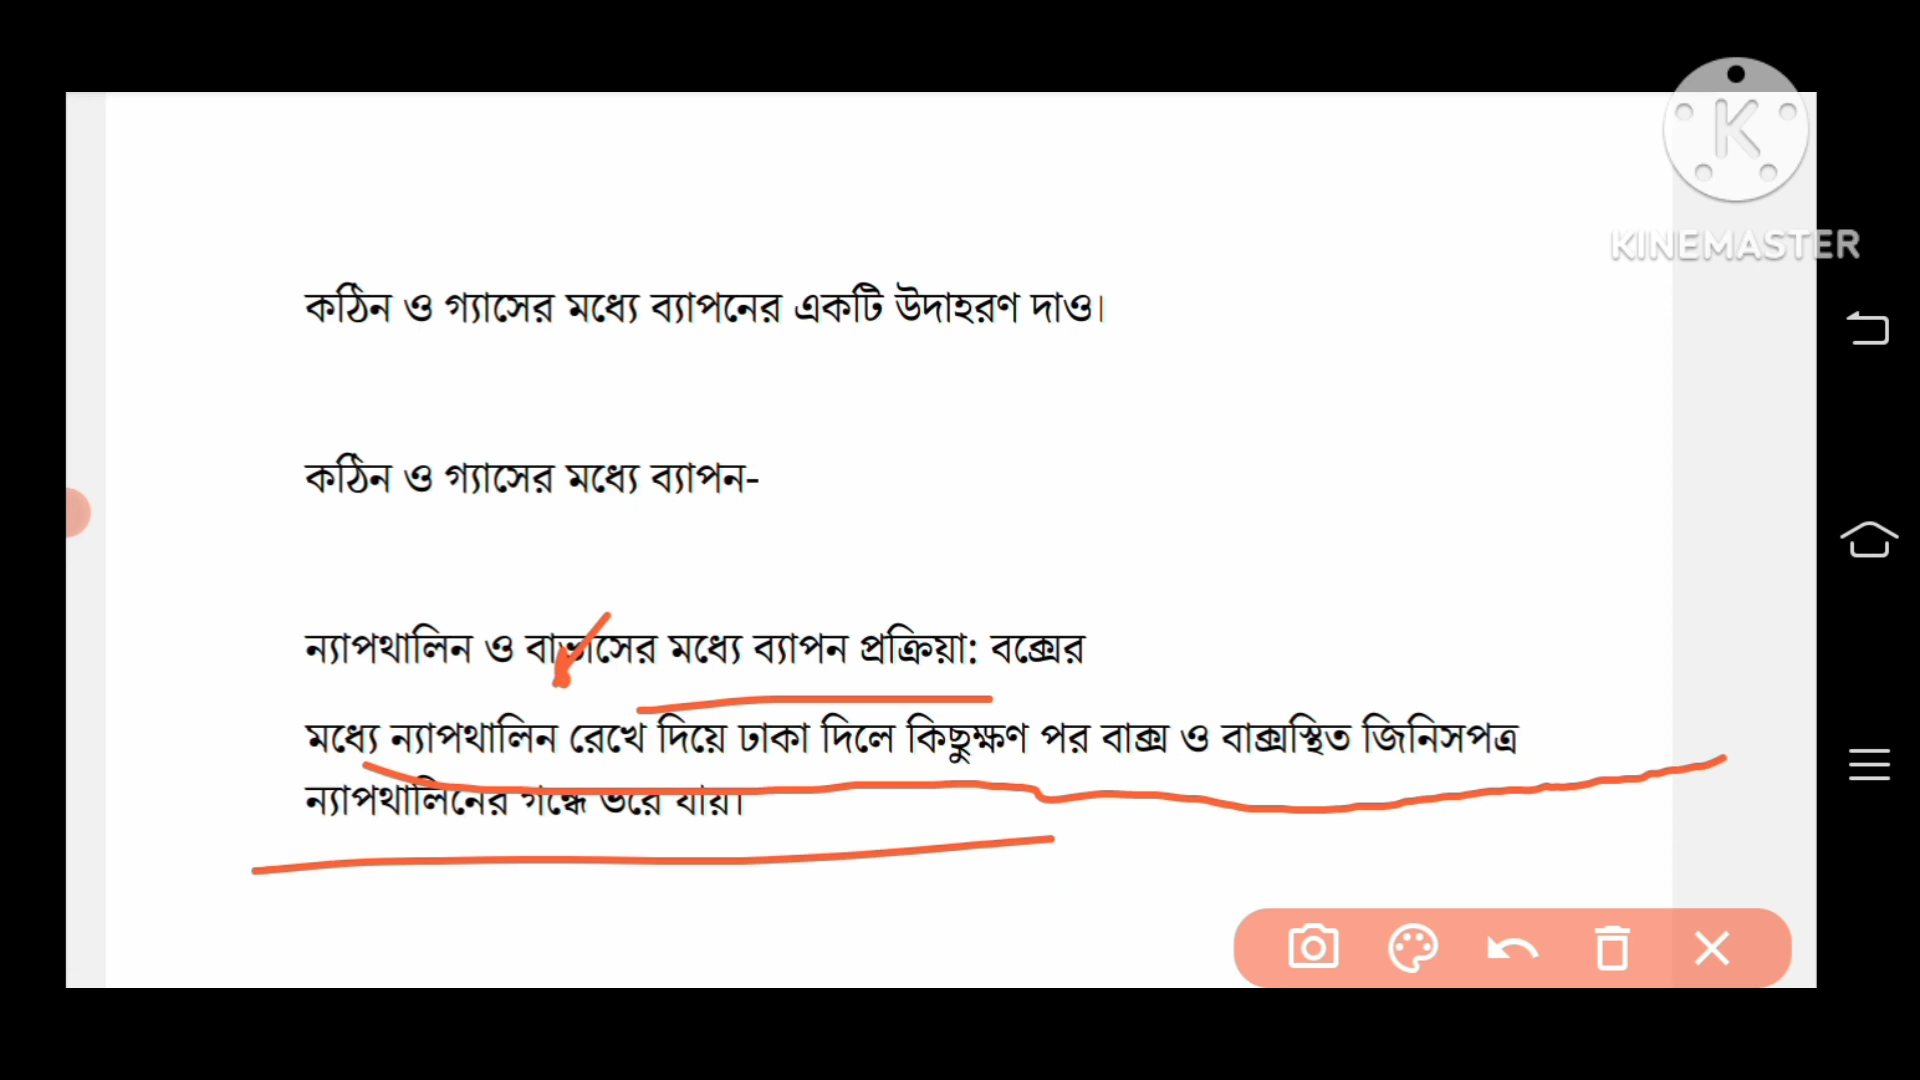 KINEMASTER
কঠিন ও গ্যাসের মধ্যে ব্যাপনের একটি উদাহরণ দাও।
কঠিন ও গ্যাসের মধ্যে ব্যাপন-
ন্যাপথালিন ও বাতাসের মধ্যে ব্যাপন প্রক্রিয়া: বক্সের
মধ্যে ন্যাপথালিন রেখে দিয়ে ঢাকা দিলে কিছুক্ষণ পর বাক্স ও বাক্সস্থিত জিনিসপত্র
ন্যাপথালিনের গন্ধে ভরে যায়।